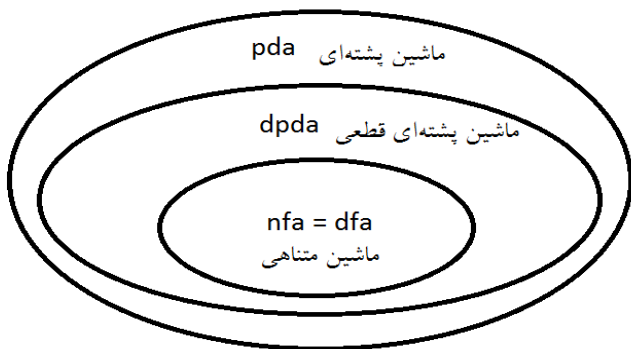 ماشین پشته‌ای pda
ماشین پشته‌ای قطعی dpda
nfa = dfa
ماشین متناهی